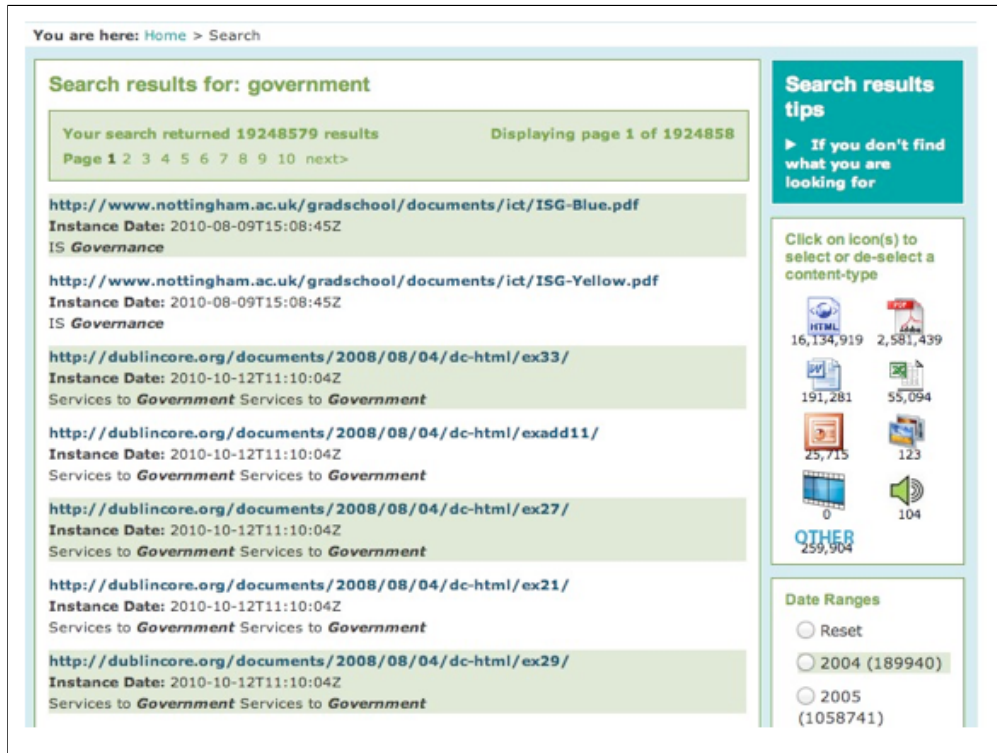 You are here: Home > Search
Search results for: government
Your search returned 19248579 results
Displaying page 1 of 1924858
Page 1 2 3 4 5 6 7 8 9 10 next>
http://www.nottingham.ac.uk/gradschool/documents/ict/ISG-Blue.pdf
Instance Date: 2010-08-09T15:08:45Z
IS Governance
http://www.nottingham.ac.uk/gradschool/documents/ict/ISG-Yellow.pdf
Instance Date: 2010-08-09T15:08:45Z
IS Governance
http://dublincore.org/documents/2008/08/04/dc-html/ex33/
Instance Date: 2010-10-12T11:10:04Z
Services to Government Services to Government
http://dublincore.org/documents/2008/08/04/dc-html/exadd11/
Instance Date: 2010-10-12T11:10:04Z
Services to Government Services to Government
http://dublincore.org/documents/2008/08/04/dc-html/ex27/
Instance Date: 2010-10-12T11:10:04Z
Services to Government Services to Government
http://dublincore.org/documents/2008/08/04/dc-html/ex21/
Instance Date: 2010-10-12T11:10:04Z
Services to Government Services to Government
http://dublincore.org/documents/2008/08/04/dc-html/ex29/
Instance Date: 2010-10-12T11:10:04Z
Services to Government Services to Government
Search results
tips
► If you don't find
what you are
looking for
Click on icon(s) to
select or de-select a
content-type
HTML
PDF
Adobe
16,134,919 2,581,439
191,281 55,094
25,715 123
0 104
OTHER
259,904
Date Ranges
Reset
2004 (189940)
2005
(1058741)